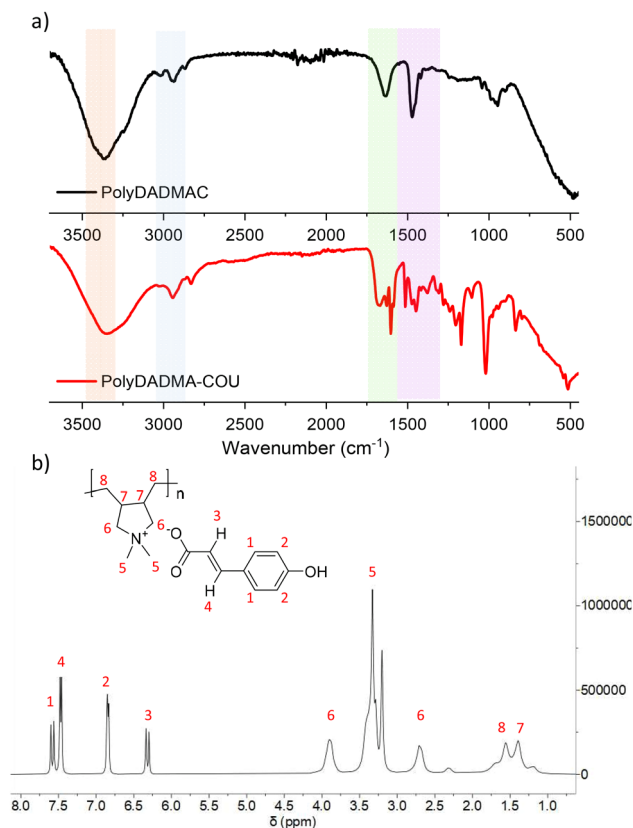 a)
PolyDADMAC
3500 3000 2500 2000 1500 1000 500
PolyDADMA-COU
3500 3000 2500 2000 1500 1000 500
Wavenumber (cm⁻¹)
b)
8 8
n
7 7
6 6
N⁺
5 5
⁻O
O
3
H
H
4
1 2
OH
1 2
1500000
1000000
500000
0
1 4 2 3 6 5 6 8 7
8.0 7.5 7.0 6.5 6.0 5.5 5.0 4.5 4.0 3.5 3.0 2.5 2.0 1.5 1.0
δ (ppm)